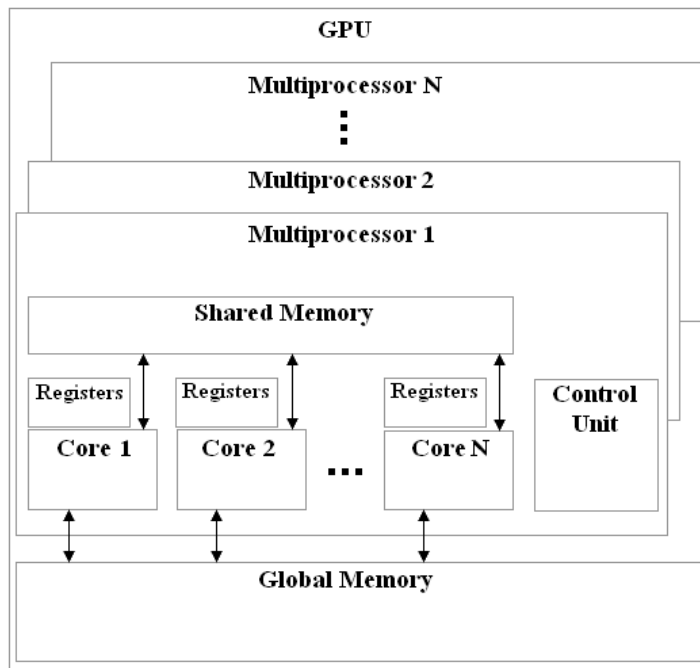 GPU
Multiprocessor N
Multiprocessor 2
Multiprocessor 1
Shared Memory
Registers
Registers
Registers
Control
Unit
Core 1
Core 2
...
Core N
Global Memory